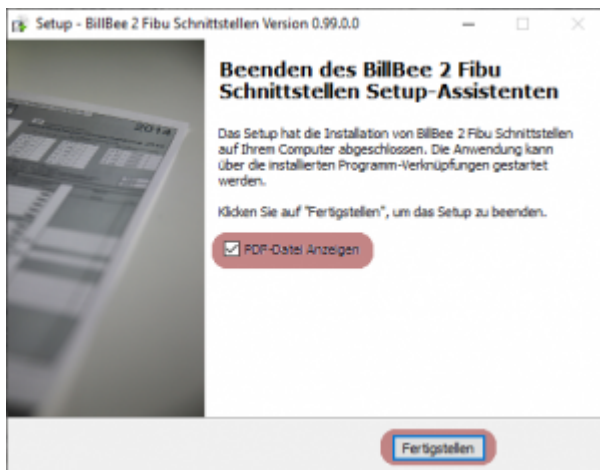 Setup - BillBee 2 Fibu Schnittstellen Version 0.99.0.0
Beenden des BillBee 2 Fibu
Schnittstellen Setup-Assistenten
Das Setup hat die Installation von BillBee 2 Fibu Schnittstellen
auf Ihrem Computer abgeschlossen. Die Anwendung kann
über die installierten Programm-Verknüpfungen gestartet
werden.
Klicken Sie auf "Fertigstellen", um das Setup zu beenden.
PDF-Datei Anzeigen
2014
Fertigstellen